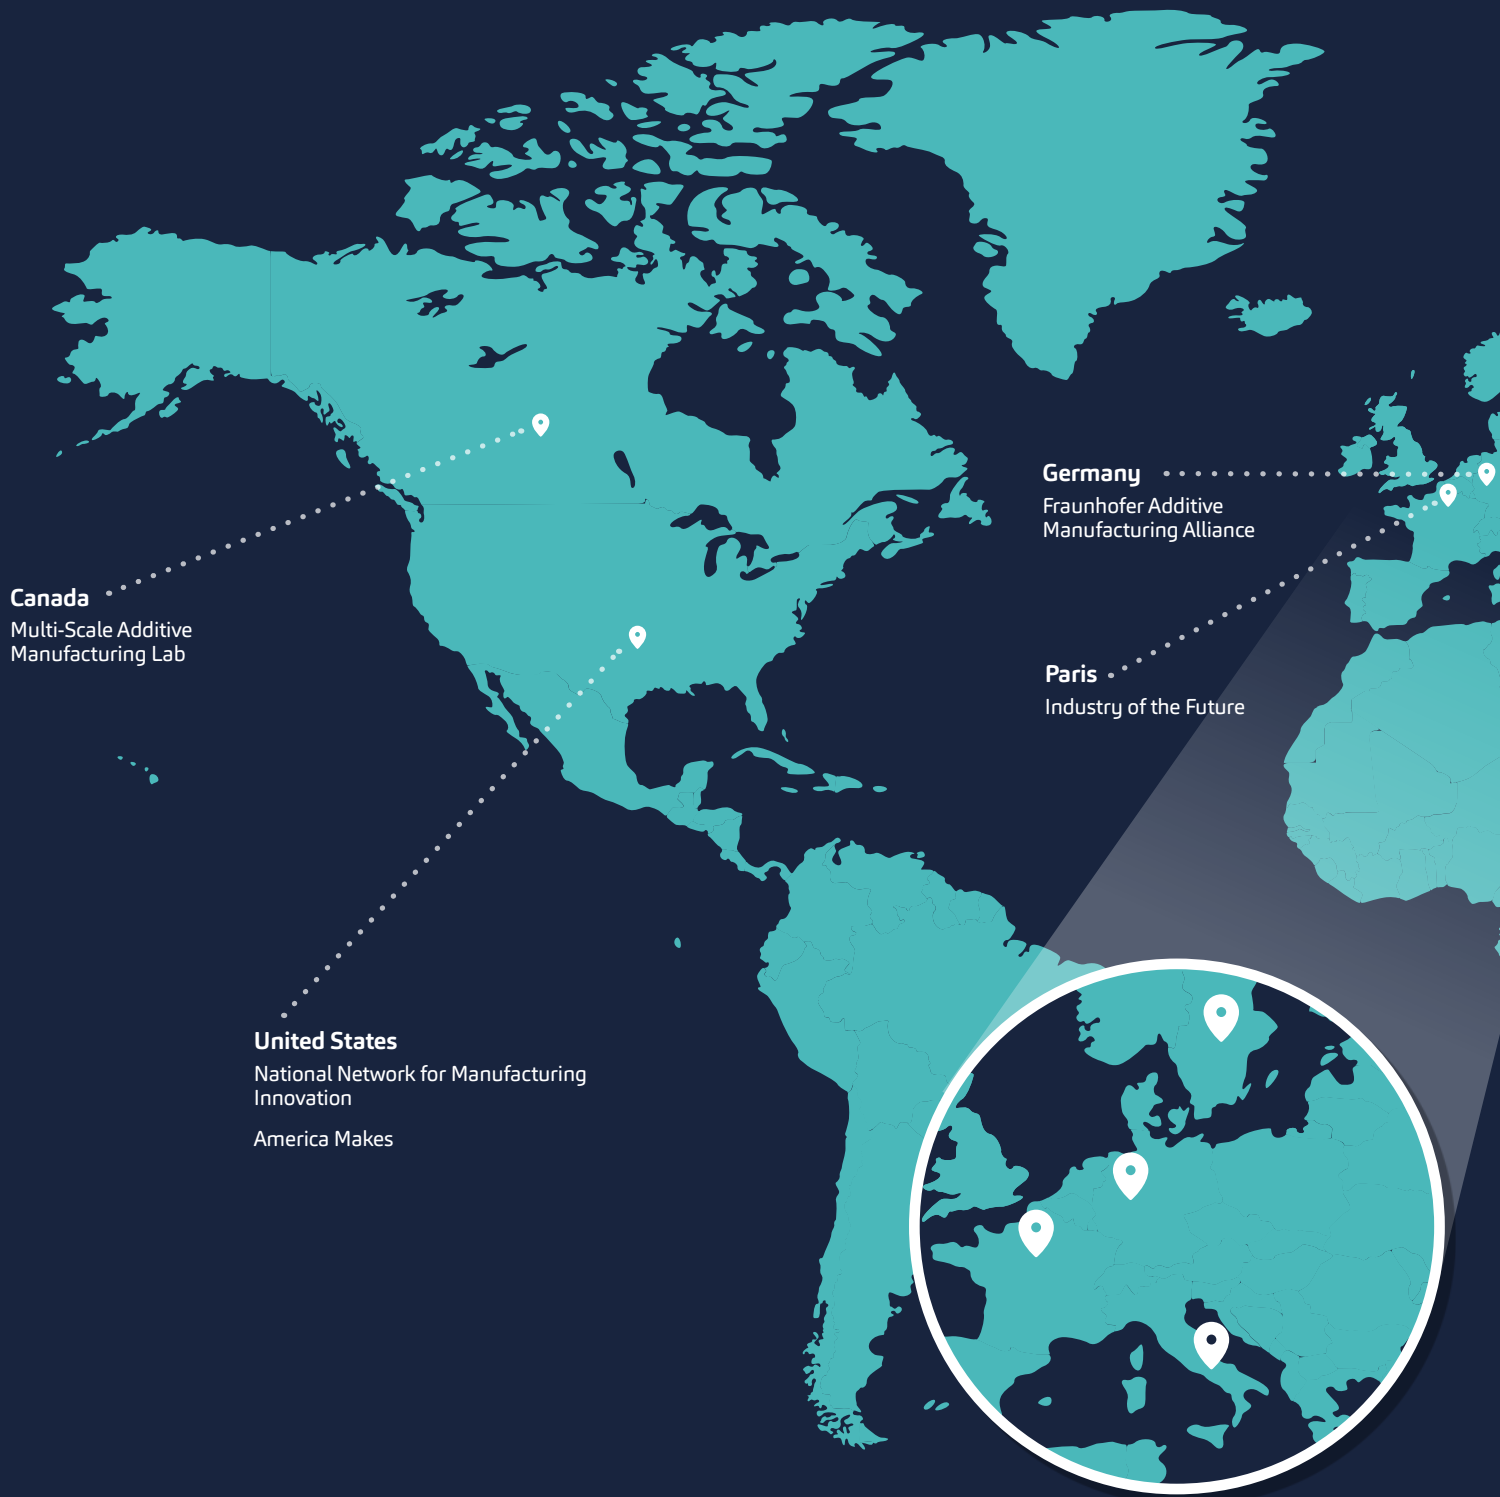 Germany
Fraunhofer Additive
Manufacturing Alliance
Canada
Multi-Scale Additive
Manufacturing Lab
Paris
Industry of the Future
United States
National Network for Manufacturing
Innovation
America Makes